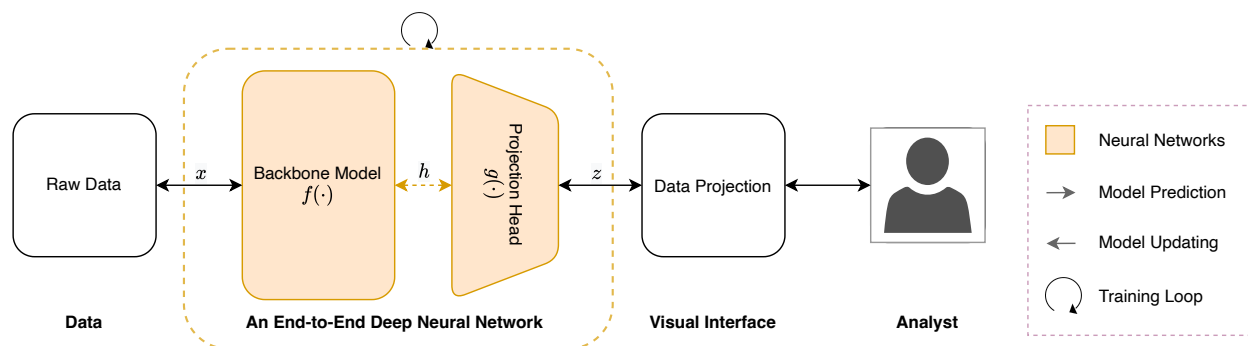 Raw Data
x
Backbone Model
f(·)
h
Projection Head
g(·)
z
Data Projection
Data
An End-to-End Deep Neural Network
Visual Interface
Analyst
Neural Networks
Model Prediction
Model Updating
Training Loop